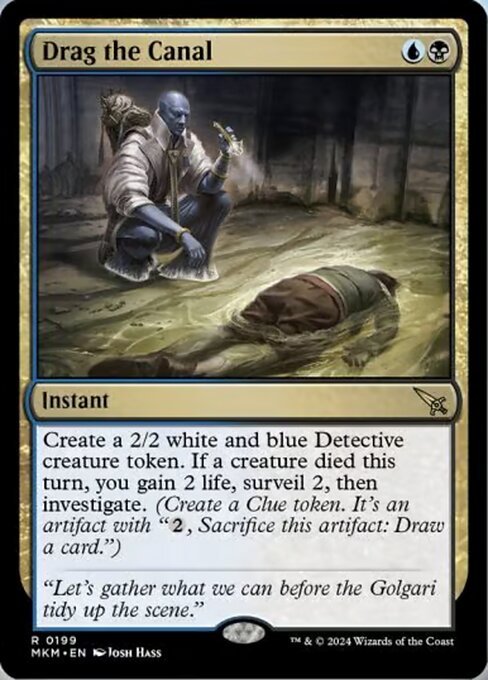 Drag the Canal
Instant
Create a 2/2 white and blue Detective
creature token. If a creature died this
turn, you gain 2 life, surveil 2, then
investigate. (Create a Clue token. It's an
artifact with “2, Sacrifice this artifact: Draw
a card.”)
“Let's gather what we can before the Golgari
tidy up the scene.”
R 0199
™ & © 2024 Wizards of the Coast
MKM • EN Josh Hass